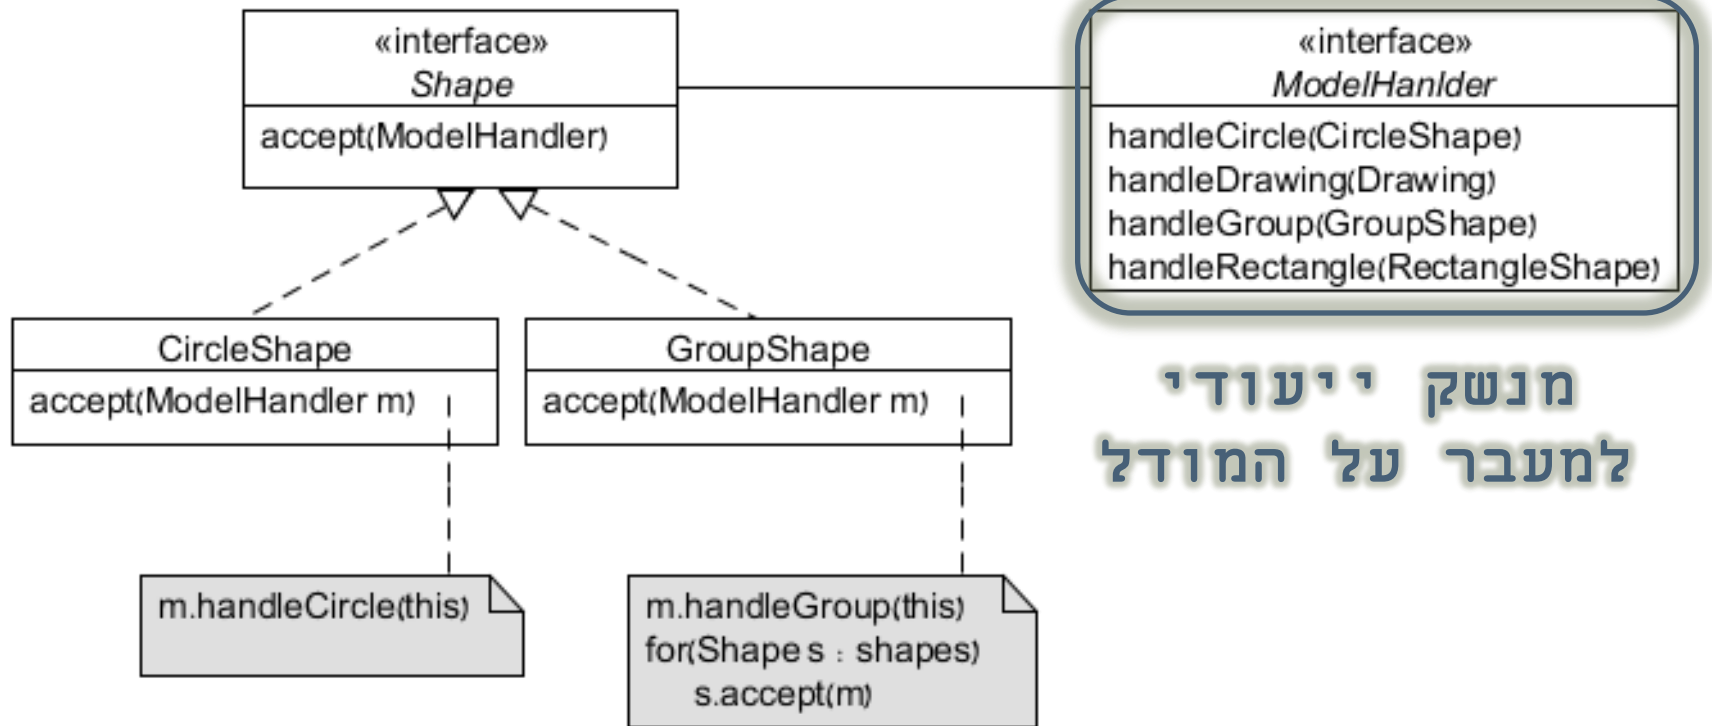 «interface»
Shape
accept(ModelHandler)
«interface»
ModelHanlder
handleCircle(CircleShape)
handleDrawing(Drawing)
handleGroup(GroupShape)
handleRectangle(RectangleShape)
CircleShape
accept(ModelHandler m)
GroupShape
accept(ModelHandler m)
מנשק ייעודי
למעבר על המודל
m.handleCircle(this)
m.handleGroup(this)
for(Shape s : shapes)
s.accept(m)